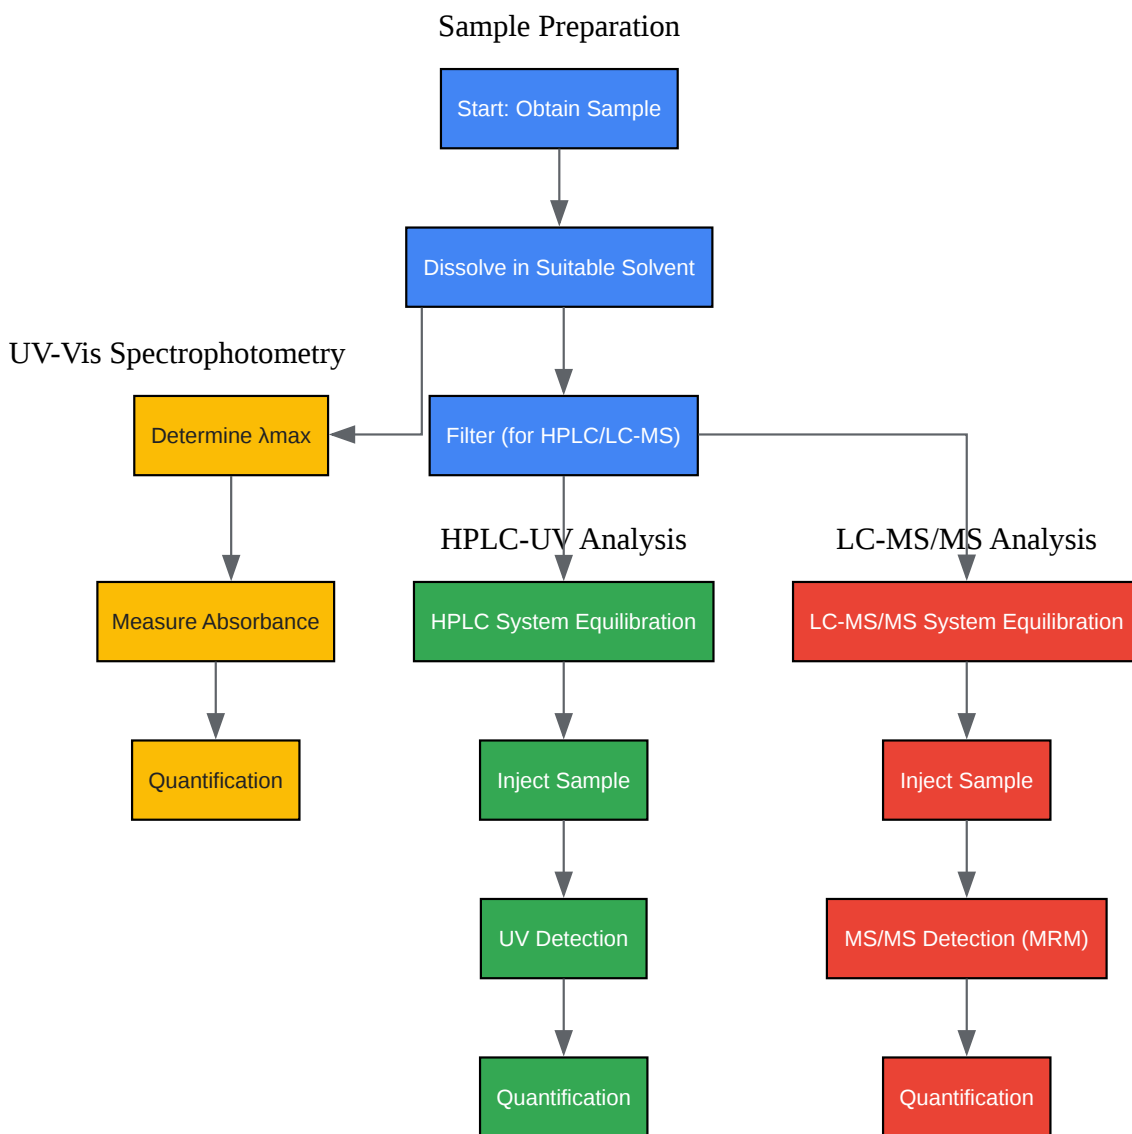 Sample Preparation
Start: Obtain Sample
Dissolve in Suitable Solvent
UV-Vis Spectrophotometry
Determine λmax
Filter (for HPLC/LC-MS)
HPLC-UV Analysis
LC-MS/MS Analysis
Measure Absorbance
HPLC System Equilibration
LC-MS/MS System Equilibration
Quantification
Inject Sample
Inject Sample
UV Detection
MS/MS Detection (MRM)
Quantification
Quantification